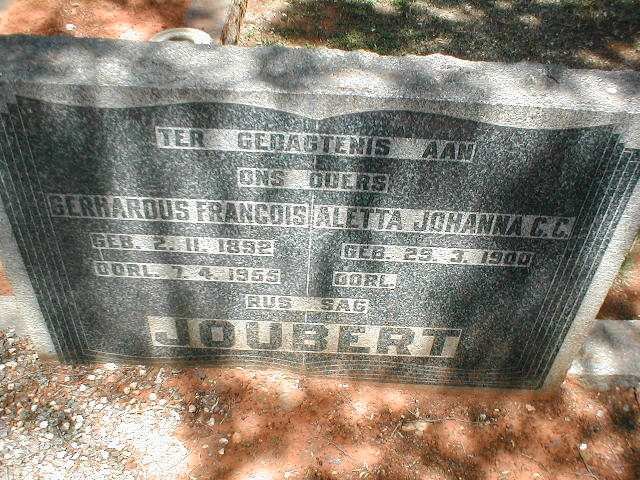 TER GEDAGTENIS AAN
ONS OUERS
GERHARDUS FRANCOIS
GEB. 2. 11. 1892
OORL. 7. 4. 1955
ALETTA JOHANNA C.C.
GEB. 29. 3. 1900
OORL.
RUS SAG
JOUBERT